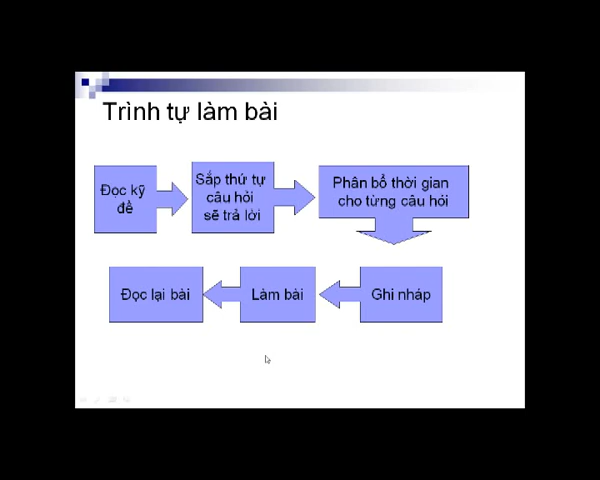 Trình tự làm bài
Đọc kỹ
đề
Sắp thứ tự
câu hỏi
sẽ trả lời
Phân bổ thời gian
cho từng câu hỏi
Ghi nháp
Làm bài
Đọc lại bài